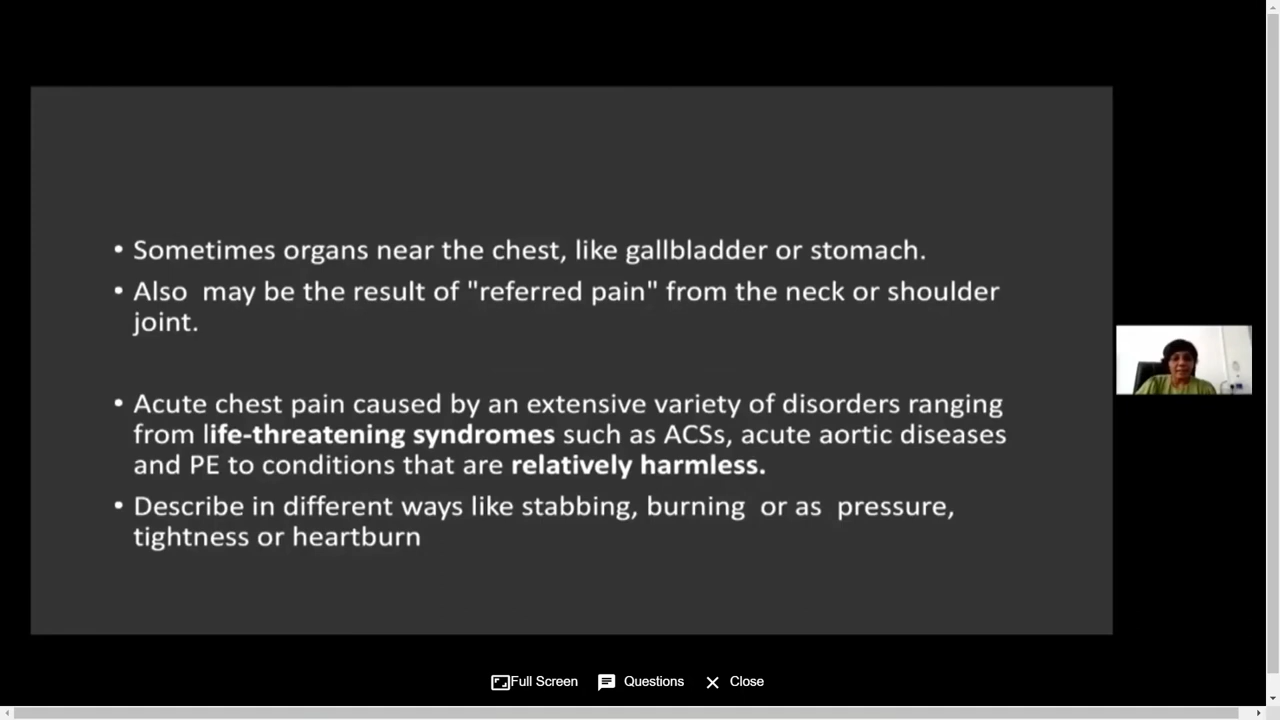 • Sometimes organs near the chest, like gallbladder or stomach.
• Also  may be the result of "referred pain" from the neck or shoulder
joint.
• Acute chest pain caused by an extensive variety of disorders ranging
from life-threatening syndromes such as ACSs, acute aortic diseases
and PE to conditions that are relatively harmless.
• Describe in different ways like stabbing, burning  or as  pressure,
tightness or heartburn
Full Screen Questions Close